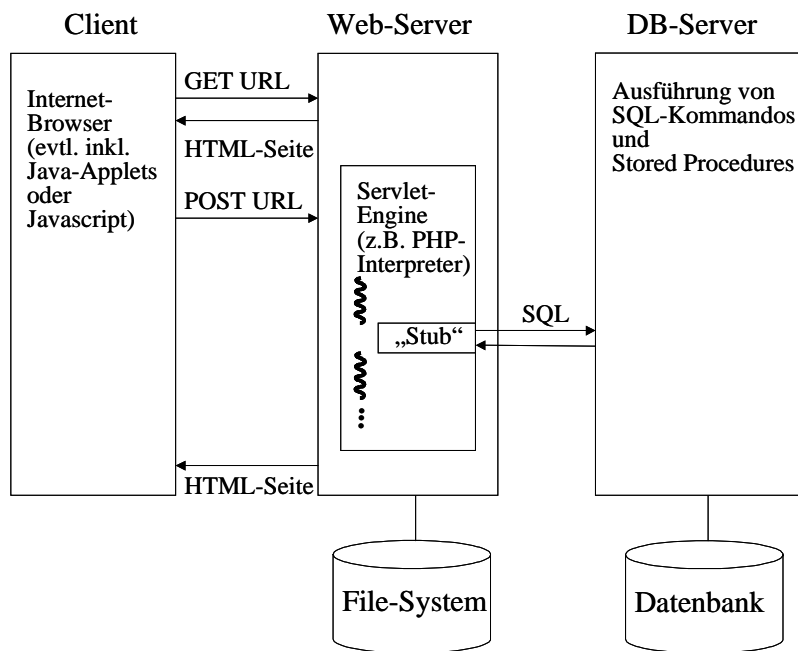 Client
Web-Server
DB-Server
Internet-
Browser
(evtl. inkl.
Java-Applets
oder
Javascript)
GET URL
HTML-Seite
POST URL
HTML-Seite
Servlet-
Engine
(z.B. PHP-
Interpreter)
„Stub“
SQL
Ausführung von
SQL-Kommandos
und
Stored Procedures
File-System
Datenbank